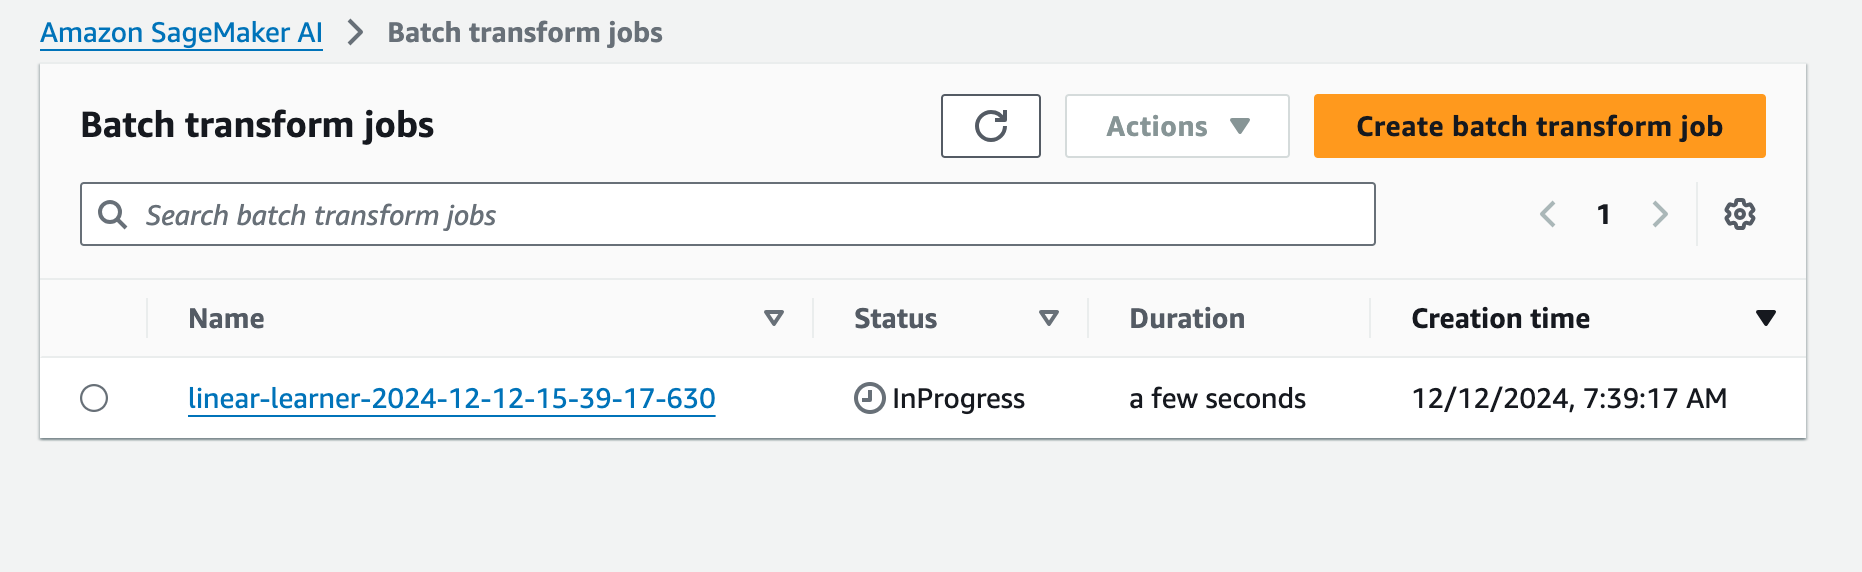 Amazon SageMaker AI > Batch transform jobs
Batch transform jobs
Actions
Create batch transform job
Search batch transform jobs
1
Name Status Duration Creation time
linear-learner-2024-12-12-15-39-17-630 InProgress a few seconds 12/12/2024, 7:39:17 AM